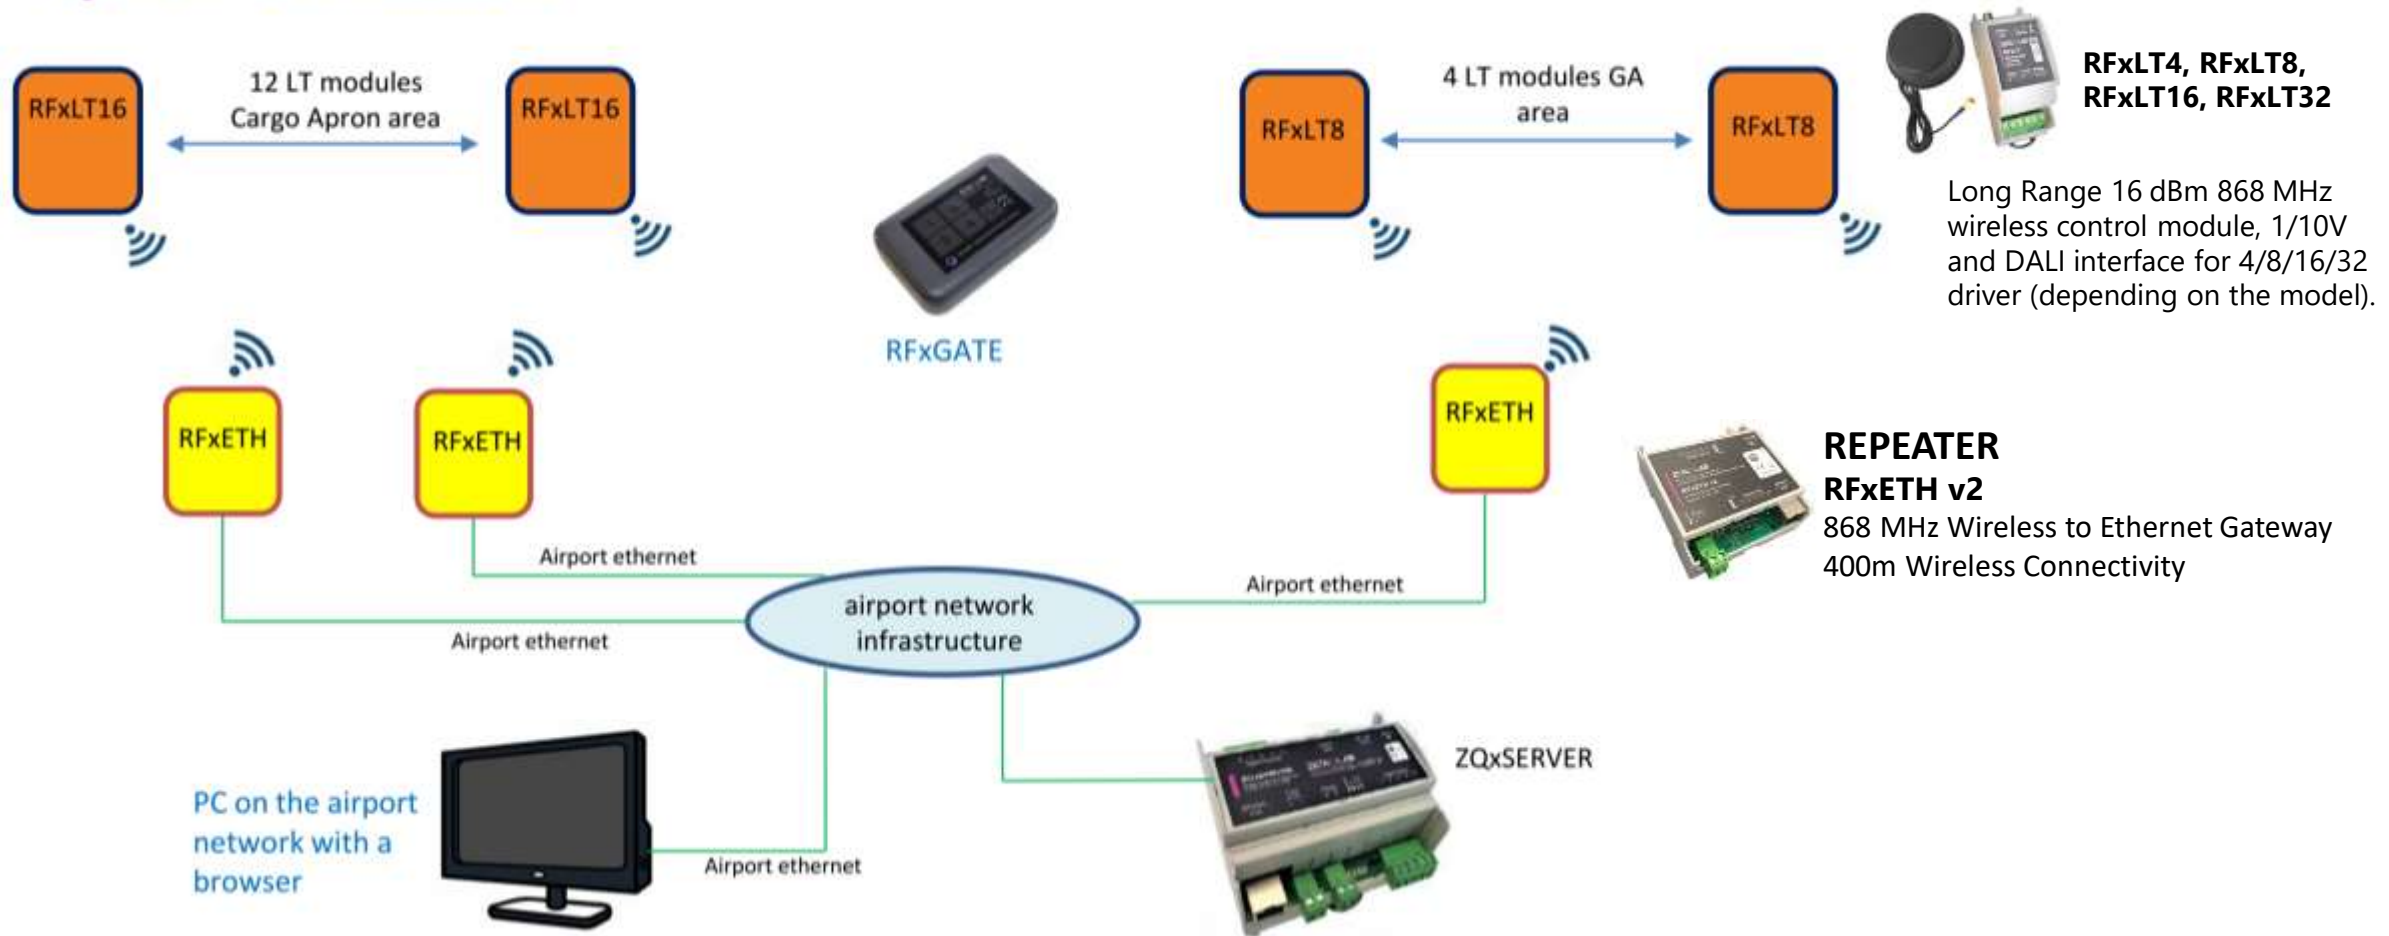 RFxLT16
12 LT modules
Cargo Apron area
RFxLT16
RFxLT8
4 LT modules GA
area
RFxLT8
RFxLT4, RFxLT8,
RFxLT16, RFxLT32
Long Range 16 dBm 868 MHz
wireless control module, 1/10V
and DALI interface for 4/8/16/32
driver (depending on the model).
RFxGATE
RFxETH
RFxETH
RFxETH
REPEATER
RFxETH v2
868 MHz Wireless to Ethernet Gateway
400m Wireless Connectivity
Airport ethernet
Airport ethernet
Airport ethernet
airport network
infrastructure
PC on the airport
network with a
browser
Airport ethernet
ZQxSERVER